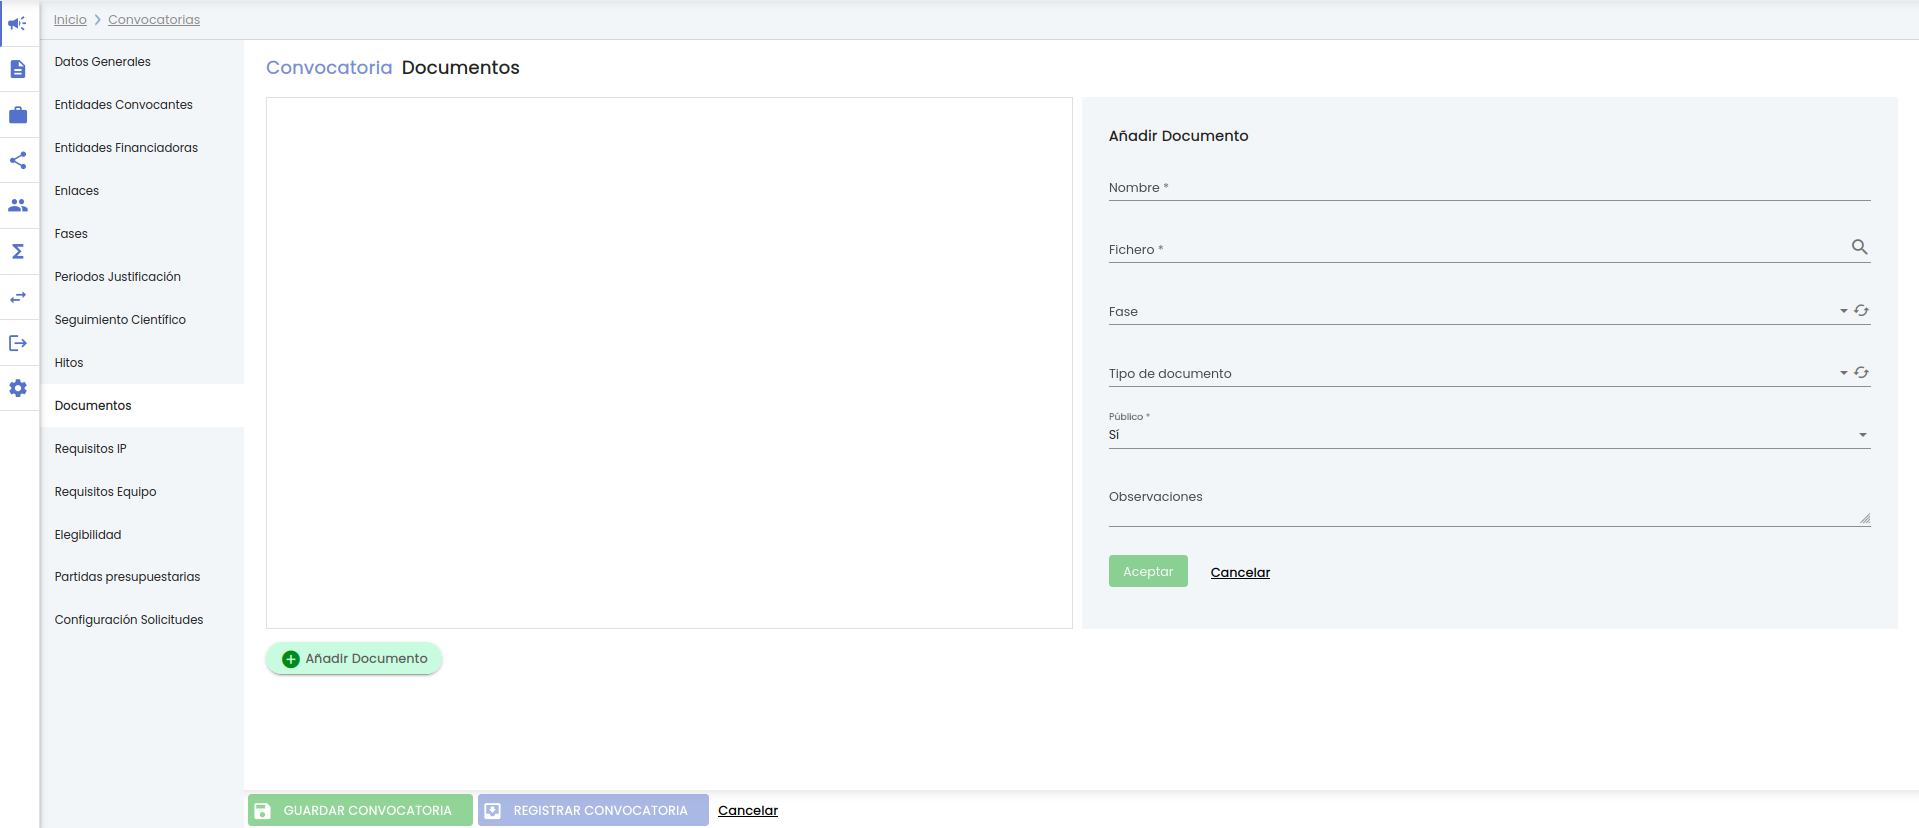 Inicio Convocatorias
Datos Generales
Entidades Convocantes
Entidades Financiadoras
Enlaces
Fases
Periodos Justificación
Seguimiento Científico
Hitos
Documentos
Requisitos IP
Requisitos Equipo
Elegibilidad
Partidas presupuestarias
Configuración Solicitudes
Convocatoria Documentos
Añadir Documento
Nombre *
Fichero *
Fase
Tipo de documento
Público *
Sí
Observaciones
Aceptar Cancelar
Añadir Documento
GUARDAR CONVOCATORIA REGISTRAR CONVOCATORIA Cancelar